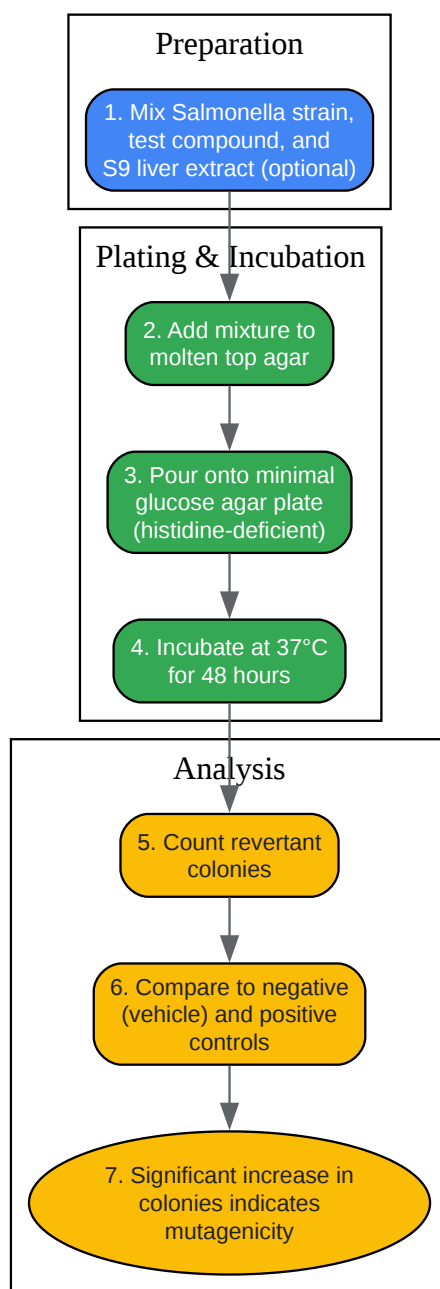 Preparation
1. Mix Salmonella strain,
test compound, and
S9 liver extract (optional)
Plating & Incubation
2. Add mixture to
molten top agar
3. Pour onto minimal
glucose agar plate
(histidine-deficient)
4. Incubate at 37°C
for 48 hours
Analysis
5. Count revertant
colonies
6. Compare to negative
(vehicle) and positive
controls
7. Significant increase in
colonies indicates
mutagenicity